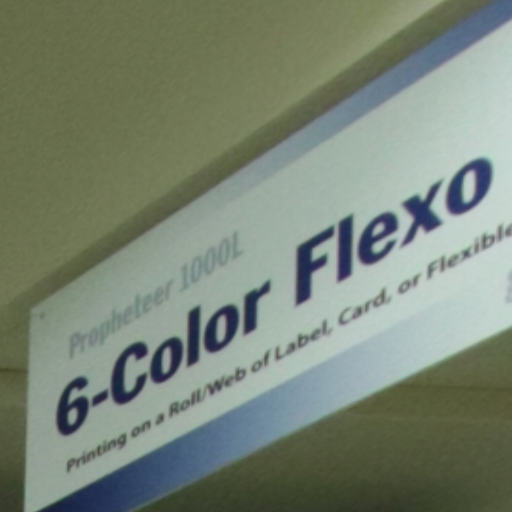 Propheteer 1000L
6-Color Flexo
Printing on a Roll/Web of Label, Card, or Flexible